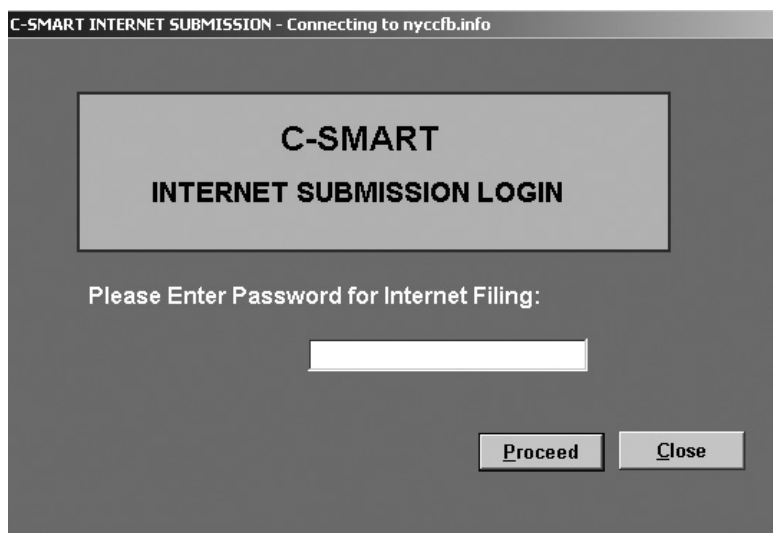 C-SMART INTERNET SUBMISSION - Connecting to nyccfb.info
C-SMART
INTERNET SUBMISSION LOGIN
Please Enter Password for Internet Filing:
Proceed Close